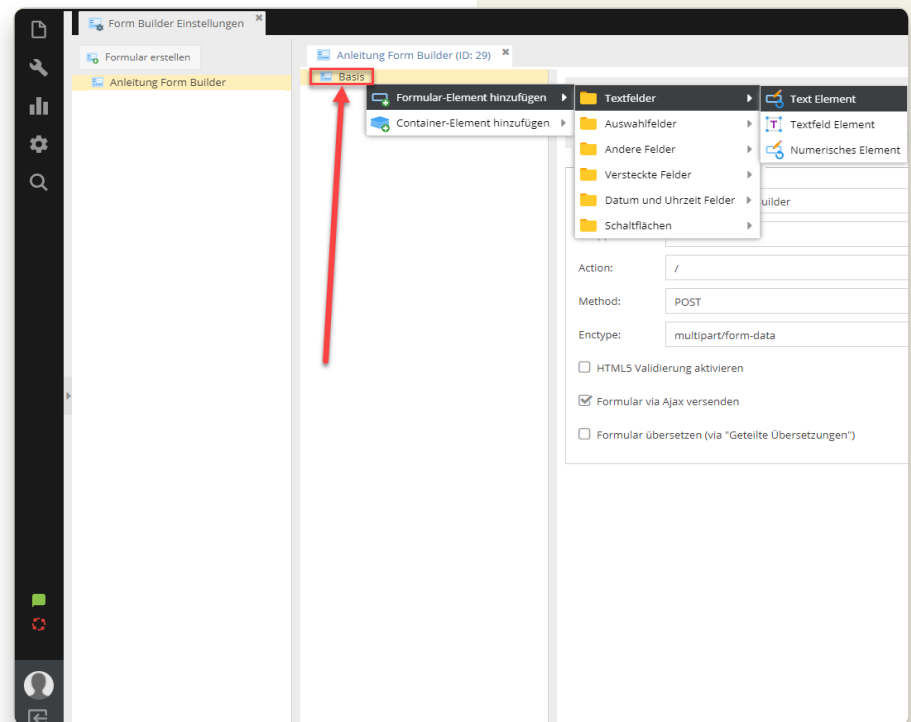 Form Builder Einstellungen
Formular erstellen
Anleitung Form Builder
Anleitung Form Builder (ID: 29)
Basis
Formular-Element hinzufügen
Container-Element hinzufügen
Textfelder
Auswahlfelder
Andere Felder
Versteckte Felder
Datum und Uhrzeit Felder
Schaltflächen
Text Element
Textfeld Element
Numerisches Element
uilder
Action:
/
Method:
POST
Enctype:
multipart/form-data
HTML5 Validierung aktivieren
Formular via Ajax versenden
Formular übersetzen (via "Geteilte Übersetzungen")